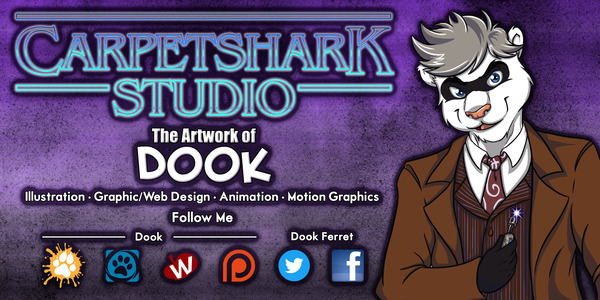 CARPETSHARK
STUDIO
The Artwork of
DOOK
Illustration · Graphic/Web Design · Animation · Motion Graphics
Follow Me
Dook Dook Ferret
W f